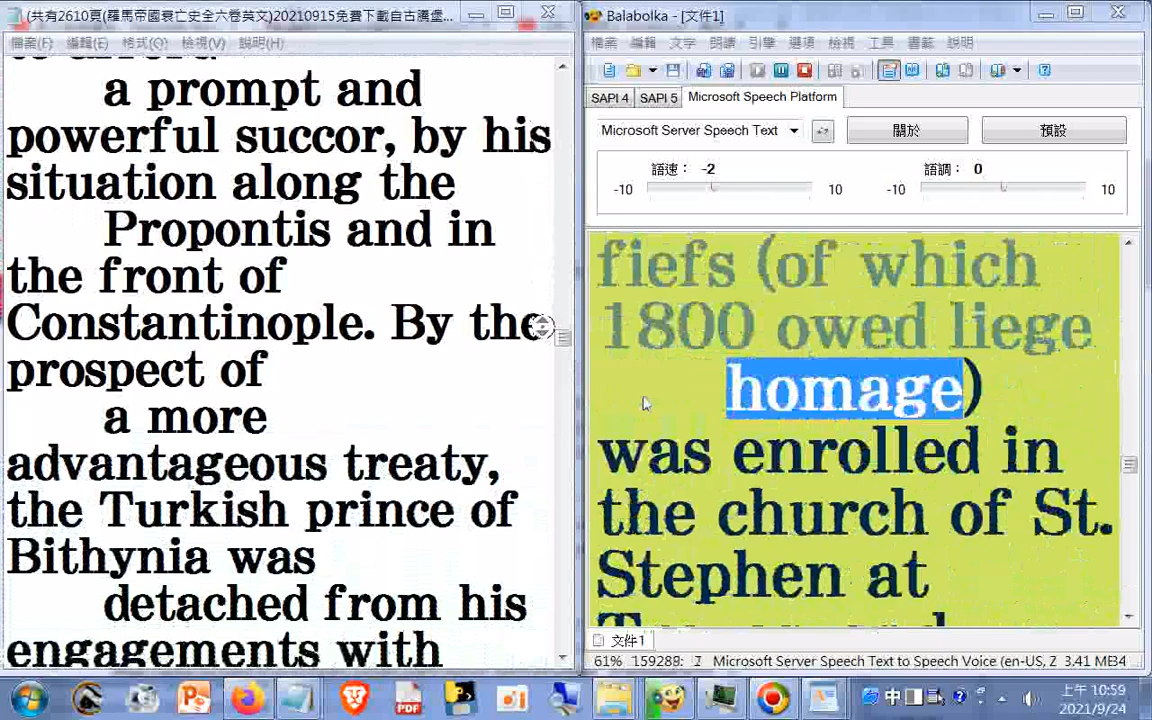 (共有2610頁(羅馬帝國衰亡史全六卷英文)20210915免費下載自古騰堡...
檔案(F) 編輯(E) 格式(O) 檢視(V) 說明(H)
a prompt and
powerful succor, by his
situation along the
Propontis and in
the front of
Constantinople. By the
prospect of
a more
advantageous treaty,
the Turkish prince of
Bithynia was
detached from his
engagements with
Balabolka - [文件1]
檔案 編輯 文字 朗讀 引擎 選項 檢視 工具 書籤 說明
SAPI 4 SAPI 5 Microsoft Speech Platform
Microsoft Server Speech Text 關於 預設
語速： -2 語調： 0
-10 10 -10 10
fiefs (of which
1800 owed liege
homage)
was enrolled in
the church of St.
Stephen at
文件1
61% Microsoft Server Speech Text to Speech Voice (en-US, Z 3.41 MB
中
上午 10:59
2021/9/24